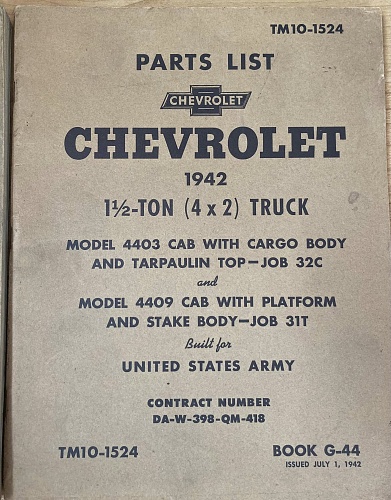 TM10-1524
PARTS LIST
CHEVROLET
CHEVROLET
1942
1½-TON (4 x 2) TRUCK
MODEL 4403 CAB WITH CARGO BODY
AND TARPAULIN TOP—JOB 32C
and
MODEL 4409 CAB WITH PLATFORM
AND STAKE BODY—JOB 31T
Built for
UNITED STATES ARMY
CONTRACT NUMBER
DA-W-398-QM-418
TM10-1524
BOOK G-44
ISSUED JULY 1, 1942